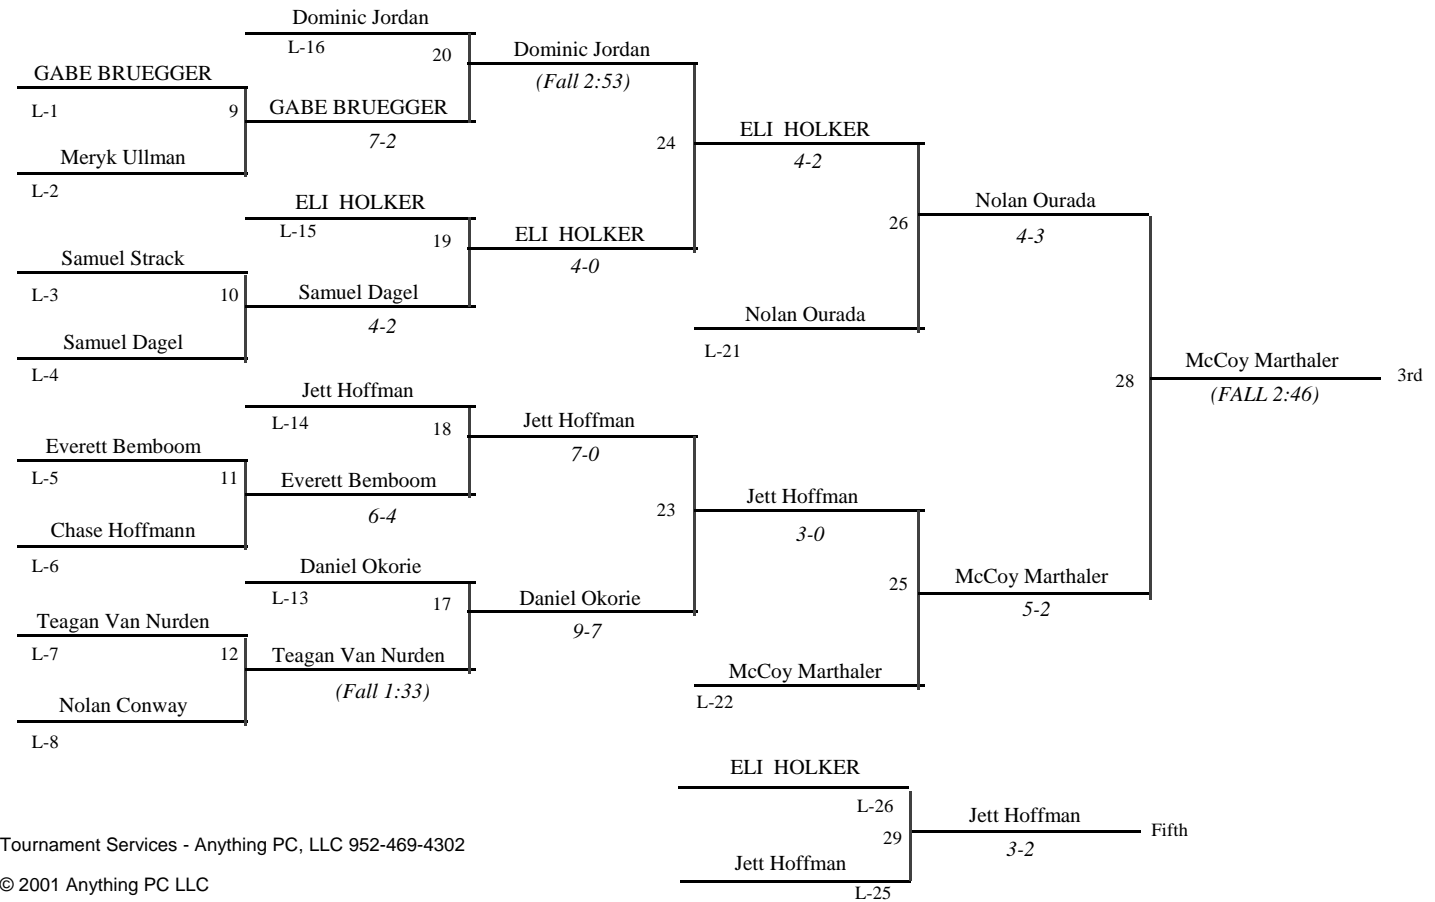 Dominic Jordan
L-16
20
Dominic Jordan
(Fall 2:53)
GABE BRUEGGER
L-1
9
GABE BRUEGGER
7-2
24
ELI HOLKER
4-2
Meryk Ullman
L-2
ELI HOLKER
L-15
19
ELI HOLKER
4-0
26
Nolan Ourada
4-3
Samuel Strack
L-3
10
Samuel Dagel
4-2
Nolan Ourada
L-21
Samuel Dagel
L-4
28
McCoy Marthaler
(FALL 2:46)
3rd
Jett Hoffman
L-14
18
Jett Hoffman
7-0
Everett Bemboom
L-5
11
Everett Bemboom
6-4
23
Jett Hoffman
3-0
Chase Hoffmann
L-6
Daniel Okorie
L-13
17
Daniel Okorie
9-7
25
McCoy Marthaler
5-2
Teagan Van Nurden
L-7
12
Teagan Van Nurden
(Fall 1:33)
McCoy Marthaler
L-22
Nolan Conway
L-8
ELI HOLKER
L-26
29
Jett Hoffman
3-2
Fifth
Jett Hoffman
L-25
Tournament Services - Anything PC, LLC 952-469-4302
© 2001 Anything PC LLC